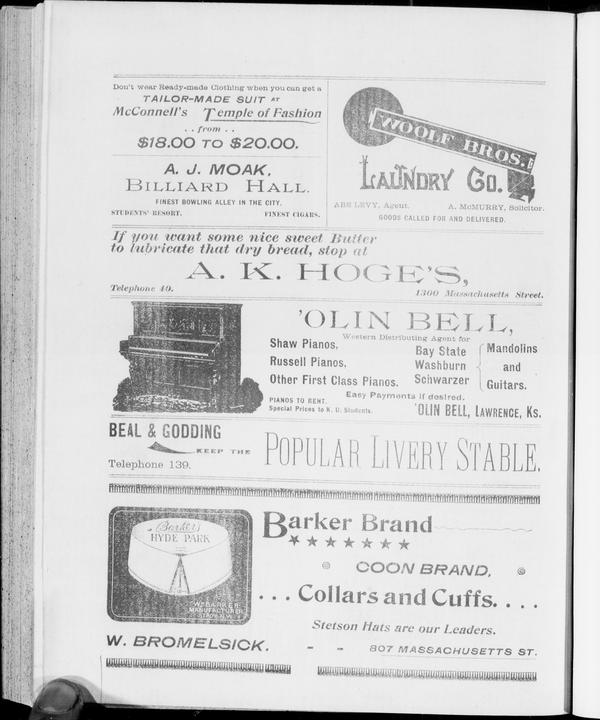 Don't wear Ready-made Clothing when you can get a
TAILOR-MADE SUIT AT
McConnell's Temple of Fashion
. . from . .
$18.00 TO $20.00.
A. J. MOAK,
BILLIARD HALL.
FINEST BOWLING ALLEY IN THE CITY.
STUDENTS' RESORT. FINEST CIGARS.
WOOLF BROS.
LAUNDRY CO.
ABE LEVY, Agent. A. McMURRY, Solicitor.
GOODS CALLED FOR AND DELIVERED.
If you want some nice sweet Butter
to lubricate that dry bread, stop at
A. K. HOGE'S,
Telephone 40. 1300 Massachusetts Street.
'OLIN BELL,
Western Distributing Agent for
Shaw Pianos,
Russell Pianos,
Other First Class Pianos.
Bay State
Washburn
Schwarzer
Mandolins
and
Guitars.
Easy Payments if desired.
PIANOS TO RENT.
Special Prices to K. U. Students.
'OLIN BELL, LAWRENCE, KS.
BEAL & GODDING
KEEP THE
Telephone 139.
POPULAR LIVERY STABLE.
(Barker)
HYDE PARK
WM BARKER
MANUFACTURER
TROY N.Y.
Barker Brand
COON BRAND,
. . . Collars and Cuffs. . . .
Stetson Hats are our Leaders.
W. BROMELSICK. - - 807 MASSACHUSETTS ST.